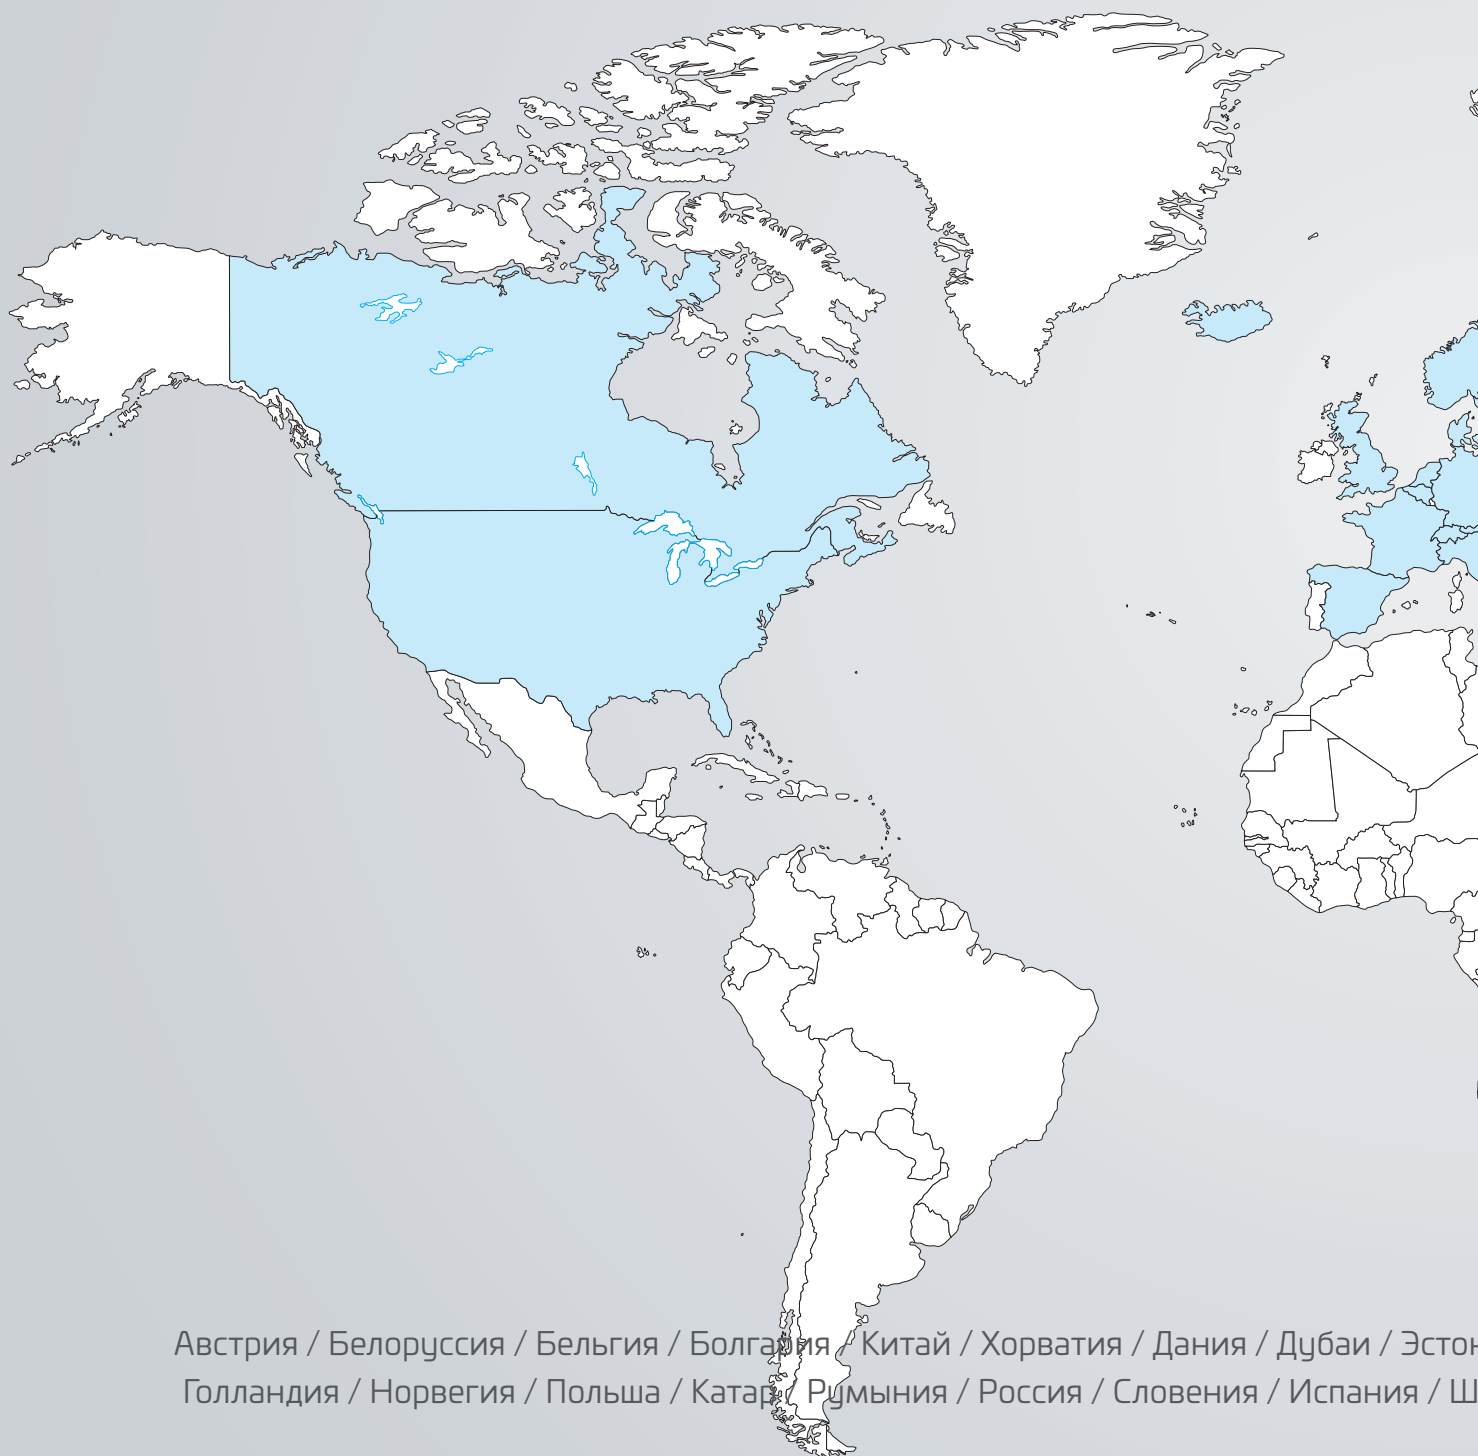 Австрия / Белоруссия / Бельгия / Болгария / Китай / Хорватия / Дания / Дубаи /
Голландия / Норвегия / Польша / Катар / Румыния / Россия / Словения / Испания /